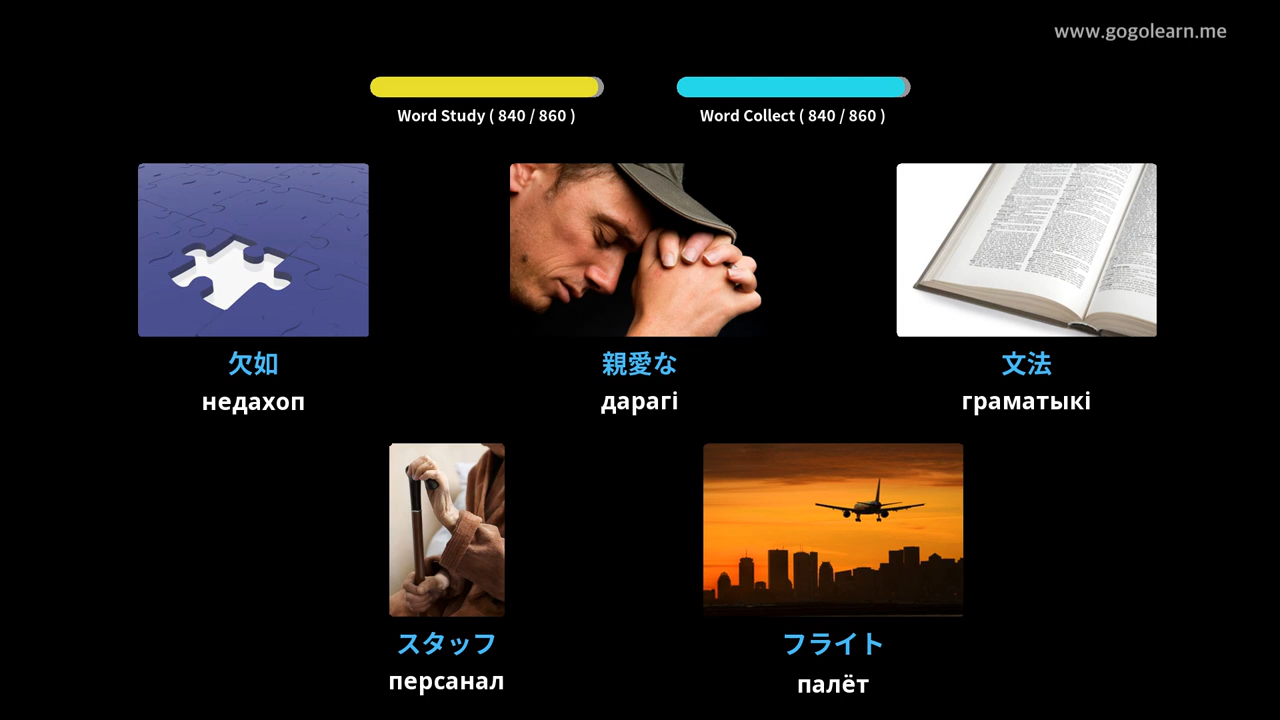 www.gogolearn.me
Word Study ( 840 / 860 )
Word Collect ( 840 / 860 )
欠如
親愛な
文法
недахоп
дарагі
граматыкі
スタッフ
フライト
персанал
палёт